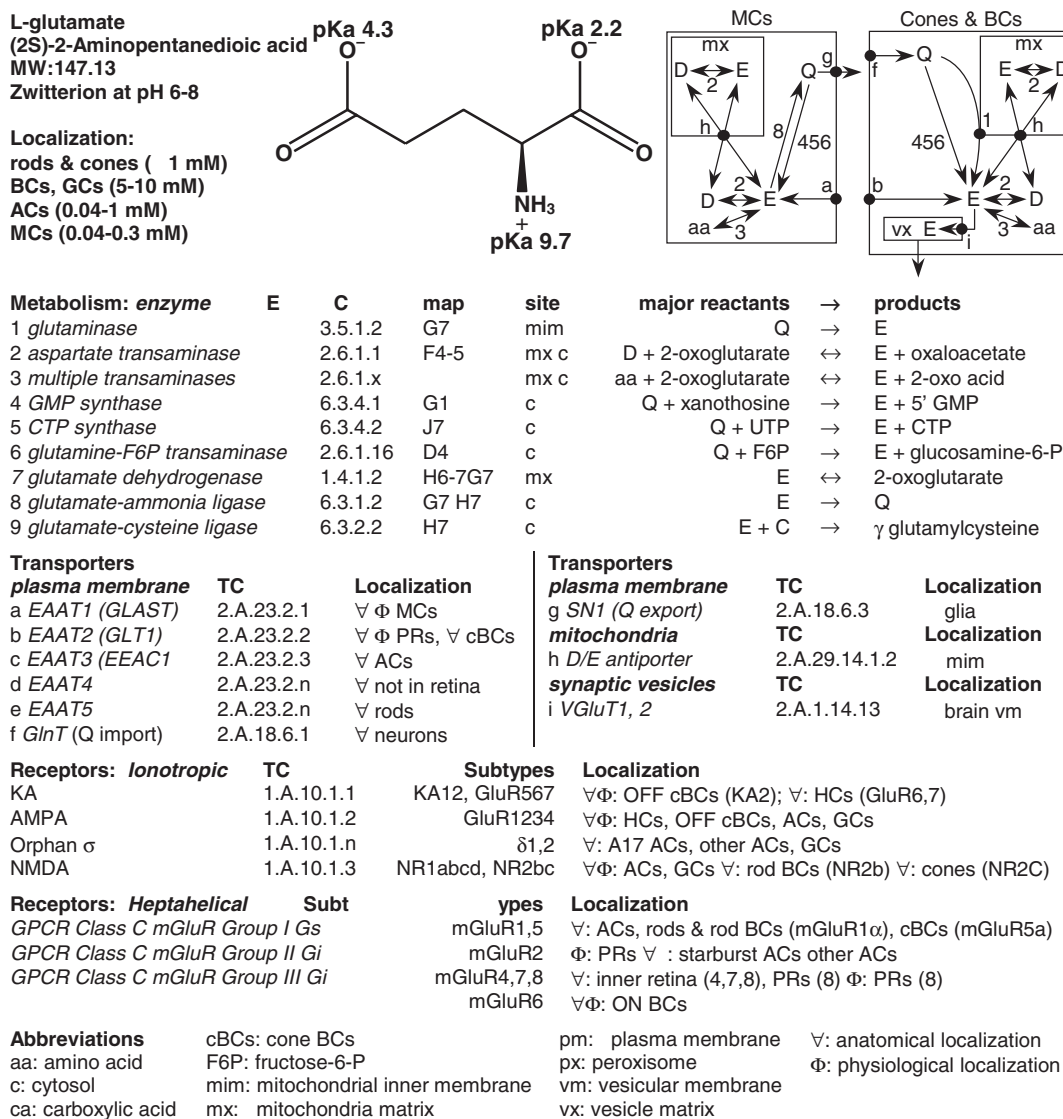 L-glutamate
(2S)-2-Aminopentanedioic acid
MW:147.13
Zwitterion at pH 6-8
Localization:
rods & cones ( 1 mM)
BCs, GCs (5-10 mM)
ACs (0.04-1 mM)
MCs (0.04-0.3 mM)
pKa 4.3
pKa 2.2
O–
O–
O
O
NH3
+
pKa 9.7
MCs
mx
D E
2
Q g
h
8
456
D 2 E a
aa 3
Cones & BCs
f Q
mx
E D
2
1
h
456
b E 2 D
vx E
i
3 aa
Metabolism: enzyme E C map site major reactants → products
1 glutaminase 3.5.1.2 G7 mim Q → E
2 aspartate transaminase 2.6.1.1 F4-5 mx c D + 2-oxoglutarate ↔ E + oxaloacetate
3 multiple transaminases 2.6.1.x mx c aa + 2-oxoglutarate ↔ E + 2-oxo acid
4 GMP synthase 6.3.4.1 G1 c Q + xanothosine → E + 5' GMP
5 CTP synthase 6.3.4.2 J7 c Q + UTP → E + CTP
6 glutamine-F6P transaminase 2.6.1.16 D4 c Q + F6P → E + glucosamine-6-P
7 glutamate dehydrogenase 1.4.1.2 H6-7G7 mx E ↔ 2-oxoglutarate
8 glutamate-ammonia ligase 6.3.1.2 G7 H7 c E → Q
9 glutamate-cysteine ligase 6.3.2.2 H7 c E + C → γ glutamylcysteine
Transporters
plasma membrane TC Localization
a EAAT1 (GLAST) 2.A.23.2.1 ∀ Φ MCs
b EAAT2 (GLT1) 2.A.23.2.2 ∀ Φ PRs, ∀ cBCs
c EAAT3 (EEAC1 2.A.23.2.3 ∀ ACs
d EAAT4 2.A.23.2.n ∀ not in retina
e EAAT5 2.A.23.2.n ∀ rods
f GlnT (Q import) 2.A.18.6.1 ∀ neurons
Transporters
plasma membrane TC Localization
g SN1 (Q export) 2.A.18.6.3 glia
mitochondria TC Localization
h D/E antiporter 2.A.29.14.1.2 mim
synaptic vesicles TC Localization
i VGluT1, 2 2.A.1.14.13 brain vm
Receptors: Ionotropic TC Subtypes Localization
KA 1.A.10.1.1 KA12, GluR567 ∀Φ: OFF cBCs (KA2); ∀: HCs (GluR6,7)
AMPA 1.A.10.1.2 GluR1234 ∀Φ: HCs, OFF cBCs, ACs, GCs
Orphan σ 1.A.10.1.n δ1,2 ∀: A17 ACs, other ACs, GCs
NMDA 1.A.10.1.3 NR1abcd, NR2bc ∀Φ: ACs, GCs ∀: rod BCs (NR2b) ∀: cones (NR2C)
Receptors: Heptahelical Subt ypes Localization
GPCR Class C mGluR Group I Gs mGluR1,5 ∀: ACs, rods & rod BCs (mGluR1α), cBCs (mGluR5a)
GPCR Class C mGluR Group II Gi mGluR2 Φ: PRs ∀ : starburst ACs other ACs
GPCR Class C mGluR Group III Gi mGluR4,7,8 ∀: inner retina (4,7,8), PRs (8) Φ: PRs (8)
mGluR6 ∀Φ: ON BCs
Abbreviations cBCs: cone BCs pm: plasma membrane ∀: anatomical localization
aa: amino acid F6P: fructose-6-P px: peroxisome Φ: physiological localization
c: cytosol mim: mitochondrial inner membrane vm: vesicular membrane
ca: carboxylic acid mx: mitochondria matrix vx: vesicle matrix